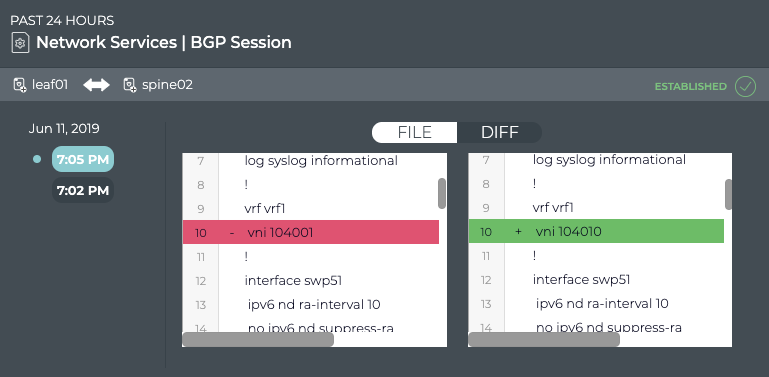 PAST 24 HOURS
Network Services | BGP Session
leaf01 spine02 ESTABLISHED
Jun 11, 2019
7:05 PM
7:02 PM
FILE DIFF
7 log syslog informational
8 !
9 vrf vrf1
10 - vni 104001
11 !
12 interface swp51
13 ipv6 nd ra-interval 10
14 no ipv6 nd suppress-ra
7 log syslog informational
8 !
9 vrf vrf1
10 + vni 104010
11 !
12 interface swp51
13 ipv6 nd ra-interval 10
14 no ipv6 nd suppress-ra